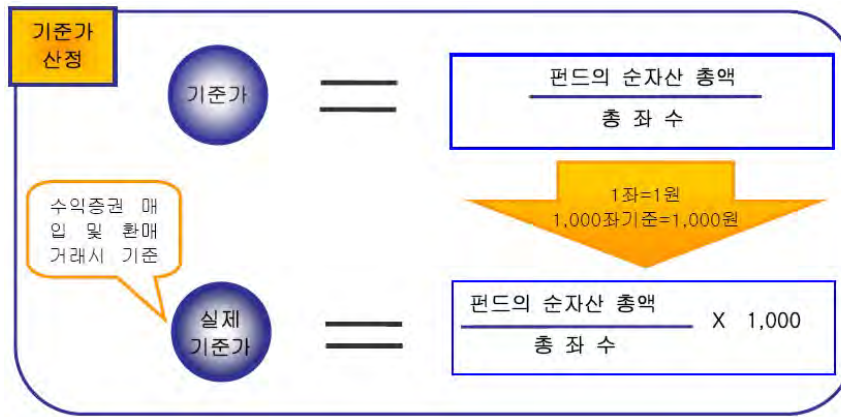 기준가
산정
기준가
펀드의 순자산 총액
총 좌 수
1좌=1원
1,000좌기준=1,000원
수익증권 매
입 및 환매
거래시 기준
실제
기준가
펀드의 순자산 총액
총 좌 수
X 1,000